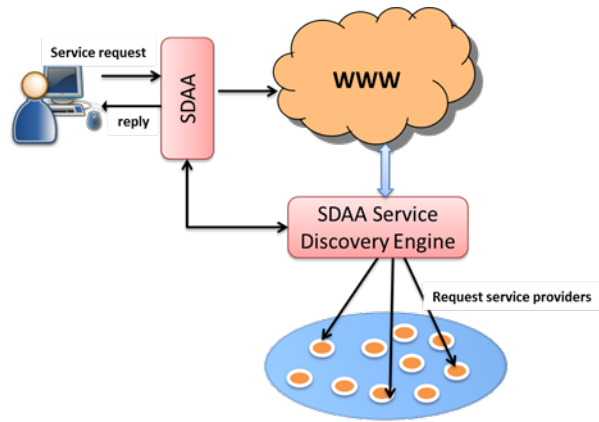 Service request
SDAA
reply
WWW
SDAA Service
Discovery Engine
Request service providers